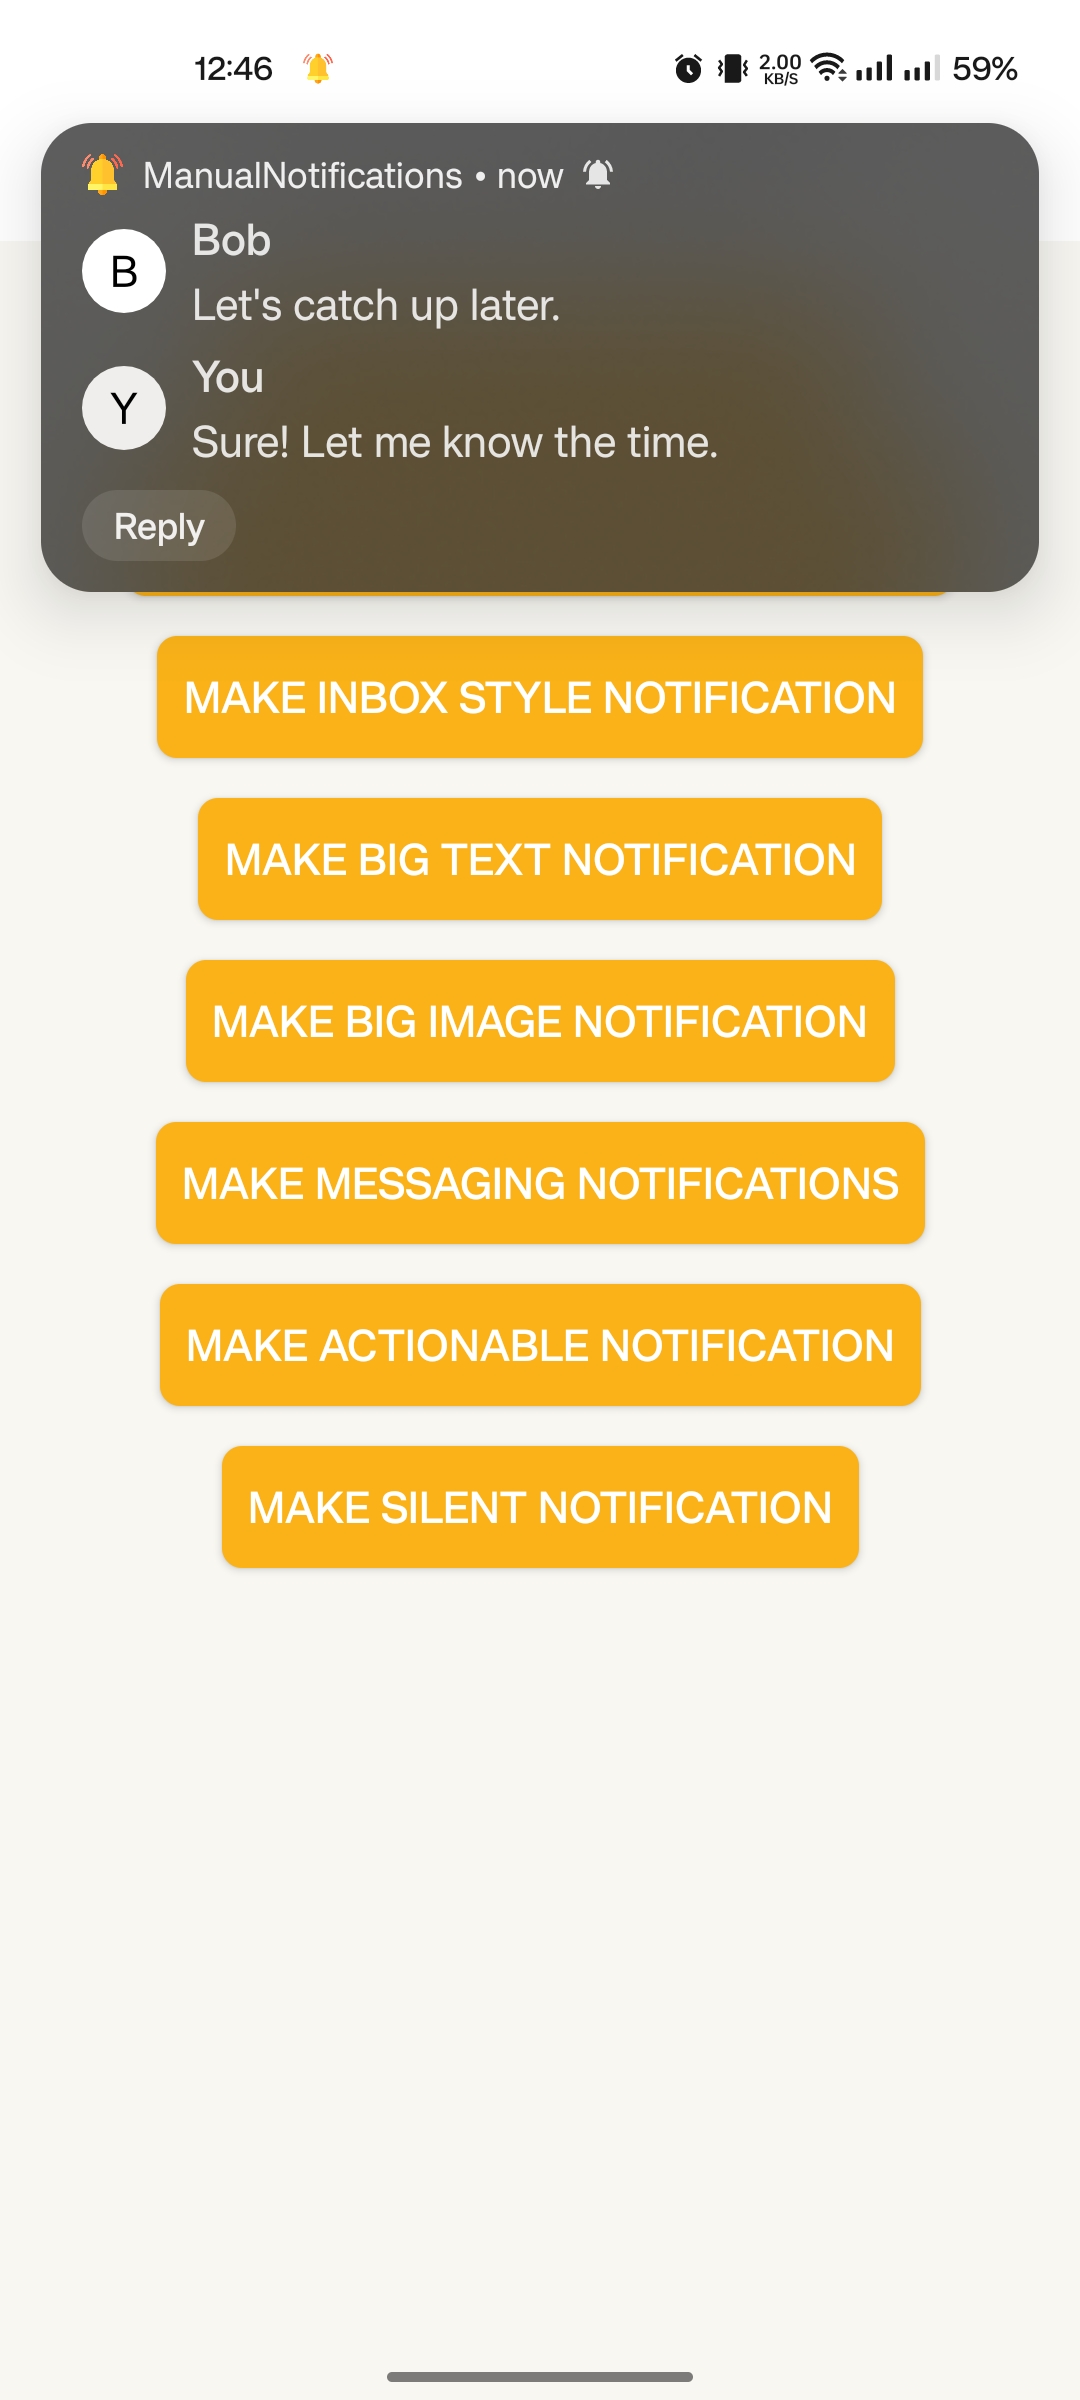 12:46 2.00 KB/S 59%
ManualNotifications • now
B Bob
Let's catch up later.
Y You
Sure! Let me know the time.
Reply
MAKE INBOX STYLE NOTIFICATION
MAKE BIG TEXT NOTIFICATION
MAKE BIG IMAGE NOTIFICATION
MAKE MESSAGING NOTIFICATIONS
MAKE ACTIONABLE NOTIFICATION
MAKE SILENT NOTIFICATION